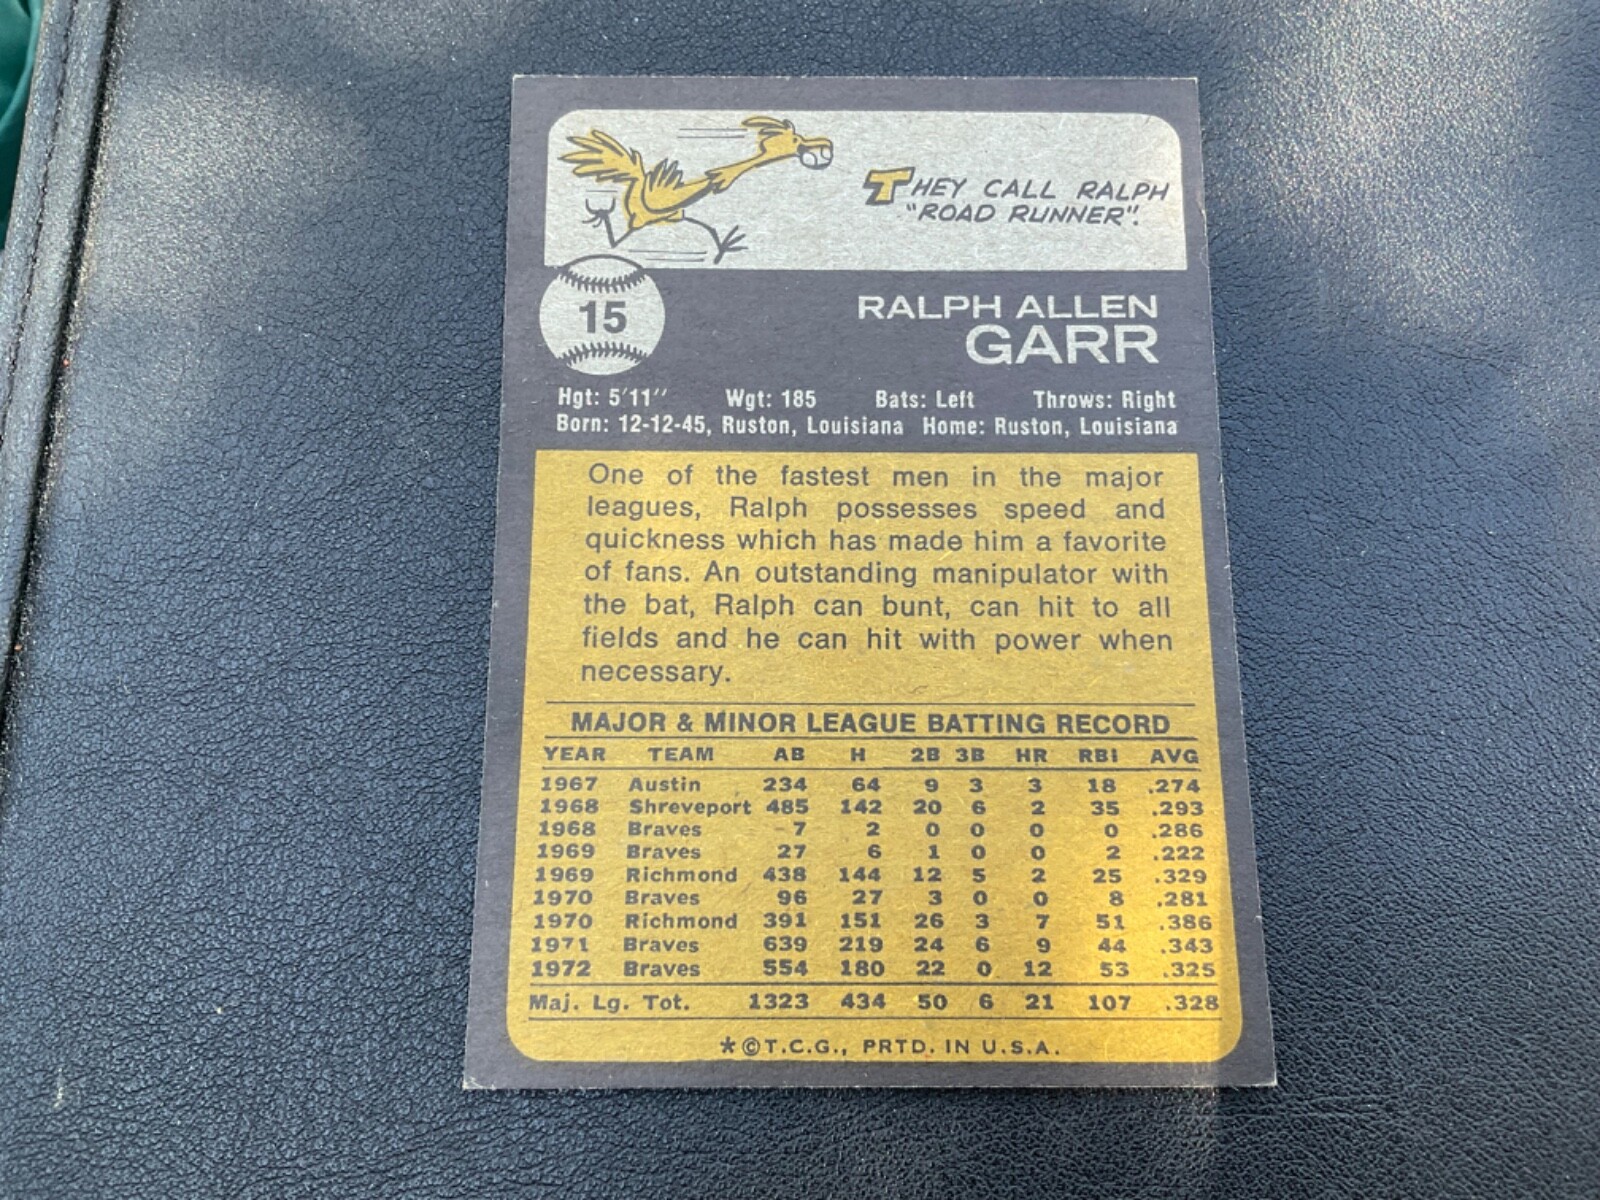 THEY CALL RALPH
"ROAD RUNNER".
15
RALPH ALLEN
GARR
Hgt: 5'11'' Wgt: 185 Bats: Left Throws: Right
Born: 12-12-45, Ruston, Louisiana Home: Ruston, Louisiana
One of the fastest men in the major
leagues, Ralph possesses speed and
quickness which has made him a favorite
of fans. An outstanding manipulator with
the bat, Ralph can bunt, can hit to all
fields and he can hit with power when
necessary.
MAJOR & MINOR LEAGUE BATTING RECORD
YEAR TEAM AB H 2B 3B HR RBI AVG
1967 Austin 234 64 9 3 3 18 .274
1968 Shreveport 485 142 20 6 2 35 .293
1968 Braves 7 2 0 0 0 0 .286
1969 Braves 27 6 1 0 0 2 .222
1969 Richmond 438 144 12 5 2 25 .329
1970 Braves 96 27 3 0 0 8 .281
1970 Richmond 391 151 26 3 7 51 .386
1971 Braves 639 219 24 6 9 44 .343
1972 Braves 554 180 22 0 12 53 .325
Maj. Lg. Tot. 1323 434 50 6 21 107 .328
*©T.C.G., PRTD. IN U.S.A.